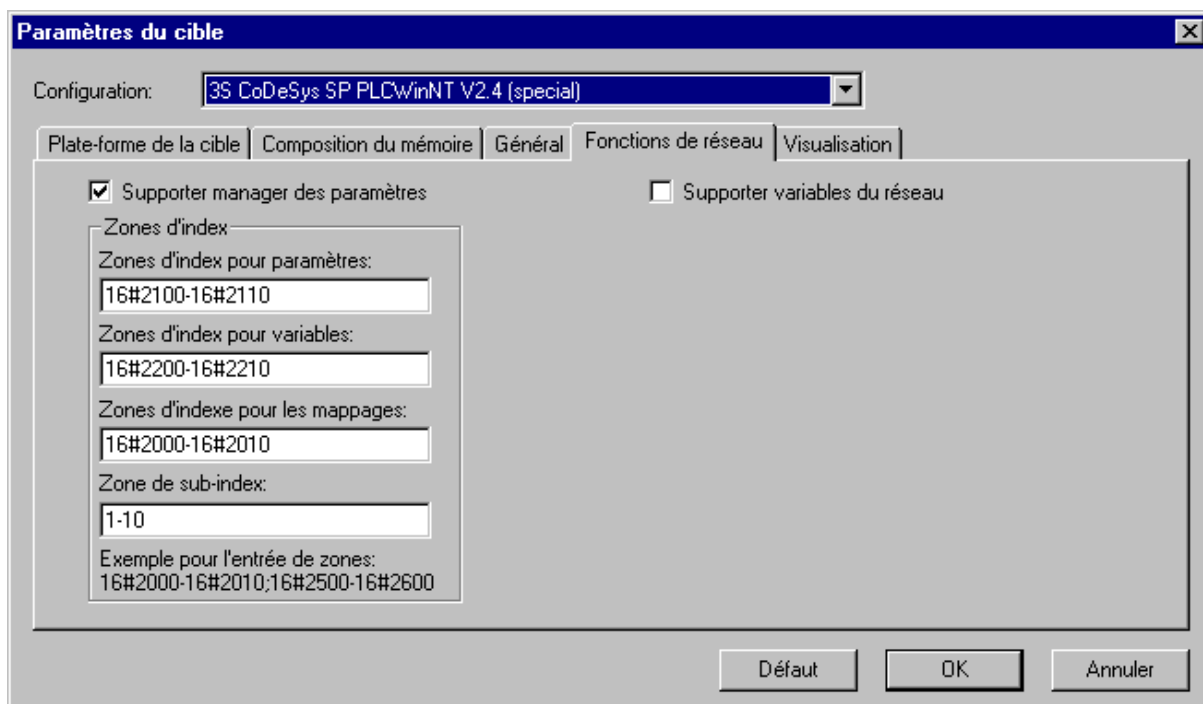 Paramètres du cible
Configuration: 3S CoDeSys SP PLCWinNT V2.4 (special)
Plate-forme de la cible Composition du mémoire Général Fonctions de réseau Visualisation
Supporter manager des paramètres Supporter variables du réseau
Zones d'index
Zones d'index pour paramètres:
16#2100-16#2110
Zones d'index pour variables:
16#2200-16#2210
Zones d'indexe pour les mappages:
16#2000-16#2010
Zone de sub-index:
1-10
Exemple pour l'entrée de zones:
16#2000-16#2010;16#2500-16#2600
Défaut OK Annuler